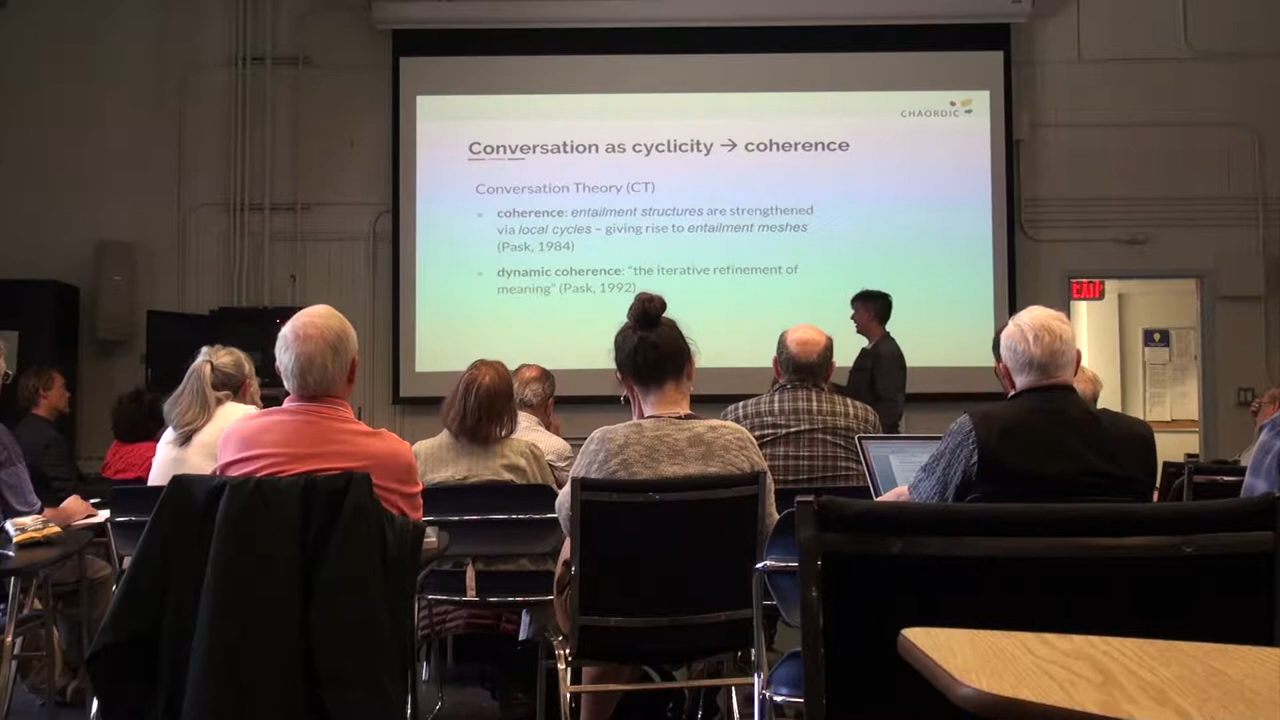 CHAORDIC
Conversation as cyclicity → coherence
Conversation Theory (CT)
coherence: entailment structures are strengthened
via local cycles – giving rise to entailment meshes
(Pask, 1984)
dynamic coherence: “the iterative refinement of
meaning” (Pask, 1992)
EXIT